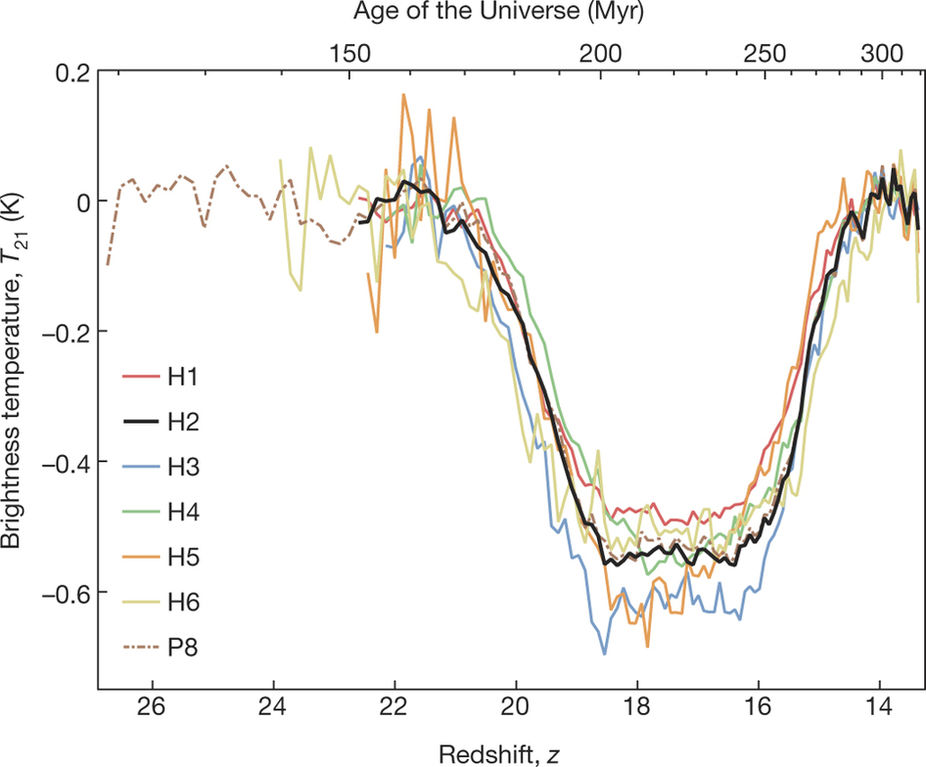 Age of the Universe (Myr)
150 200 250 300
0.2
0
−0.2
−0.4
−0.6
Brightness temperature, T21 (K)
H1
H2
H3
H4
H5
H6
P8
26 24 22 20 18 16 14
Redshift, z